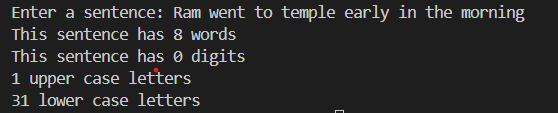 Enter a sentence: Ram went to temple early in the morning
This sentence has 8 words
This sentence has 0 digits
1 upper case letters
31 lower case letters